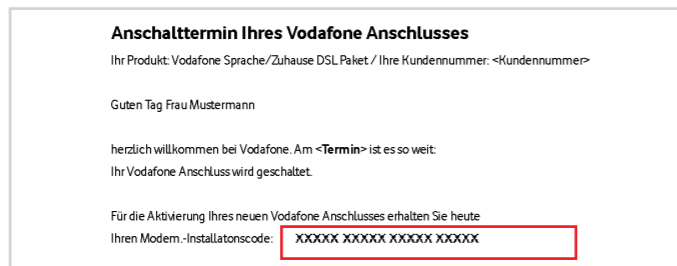 Anschalttermin Ihres Vodafone Anschlusses
Ihr Produkt: Vodafone Sprache/Zuhause DSL Paket / Ihre Kundennummer: <Kundennummer>
Guten Tag Frau Mustermann
herzlich willkommen bei Vodafone. Am <Termin> ist es so weit:
Ihr Vodafone Anschluss wird geschaltet.
Für die Aktivierung Ihres neuen Vodafone Anschlusses erhalten Sie heute
Ihren Modem.-Installatonscode: XXXXX XXXXX XXXXX XXXXX